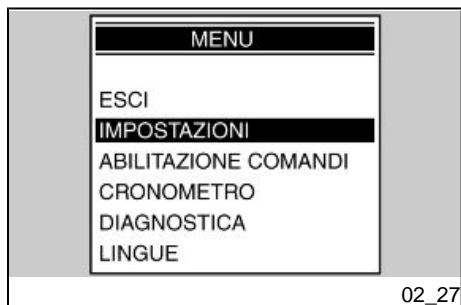 MENU
ESCI
IMPOSTAZIONI
ABILITAZIONE COMANDI
CRONOMETRO
DIAGNOSTICA
LINGUE
02_27